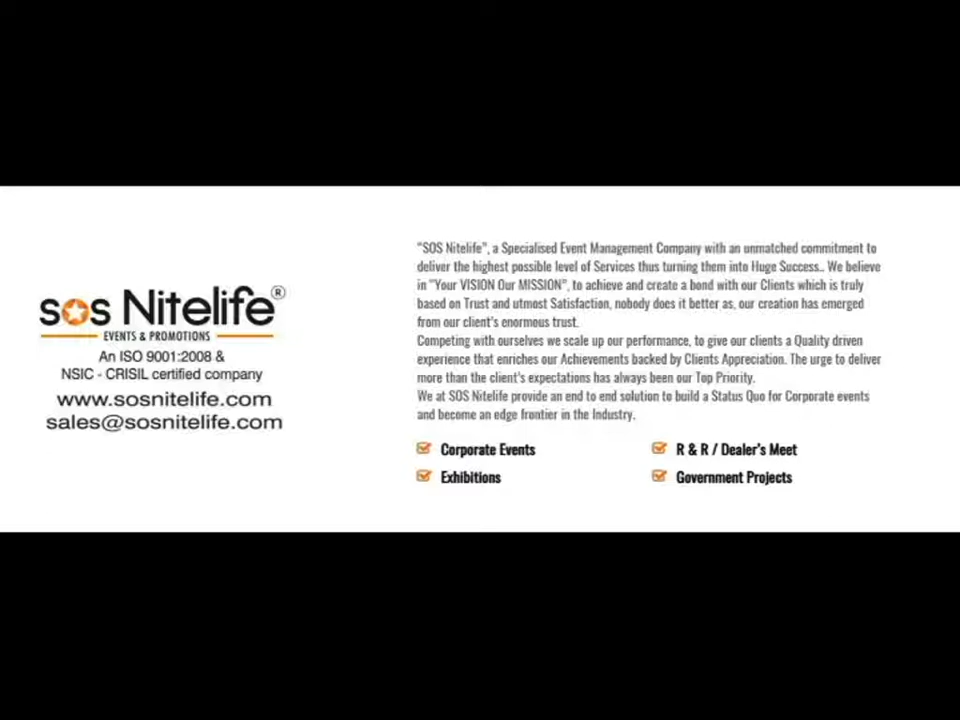 sos Nitelife®
EVENTS & PROMOTIONS
An ISO 9001:2008 &
NSIC - CRISIL certified company
www.sosnitelife.com
sales@sosnitelife.com
"SOS Nitelife", a Specialised Event Management Company with an unmatched commitment to
deliver the highest possible level of Services thus turning them into Huge Success... We believe
in "Your VISION Our MISSION", to achieve and create a bond with our Clients which is truly
based on Trust and utmost Satisfaction, nobody does it better as, our creation has emerged
from our client's enormous trust.
Competing with ourselves we scale up our performance, to give our clients a Quality driven
experience that enriches our Achievements backed by Clients Appreciation. The urge to deliver
more than the client's expectations has always been our Top Priority.
We at SOS Nitelife provide an end to end solution to build a Status Quo for Corporate events
and become an edge frontier in the Industry.
Corporate Events
R & R / Dealer's Meet
Exhibitions
Government Projects